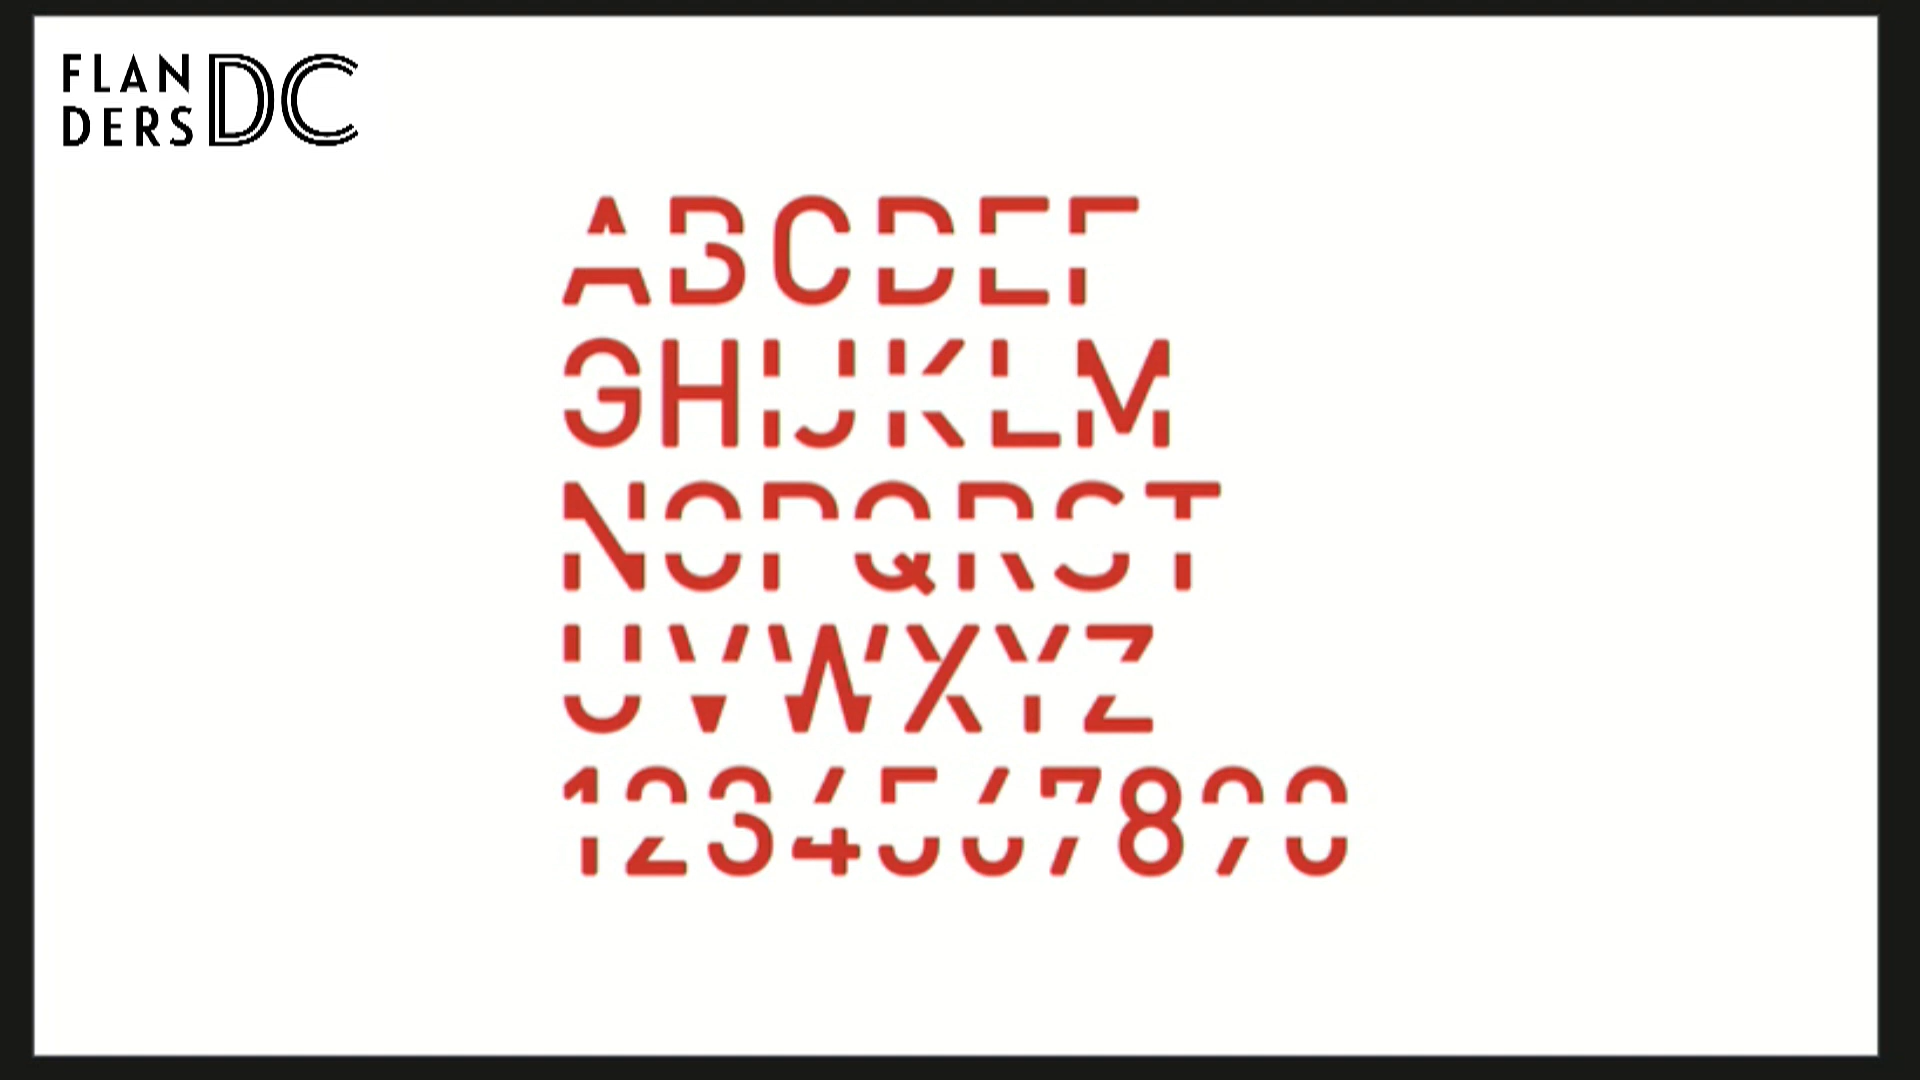 FLAN
DERS DC
ABCDEF
GHIJKLM
NOPQRST
UVWXYZ
1234567890